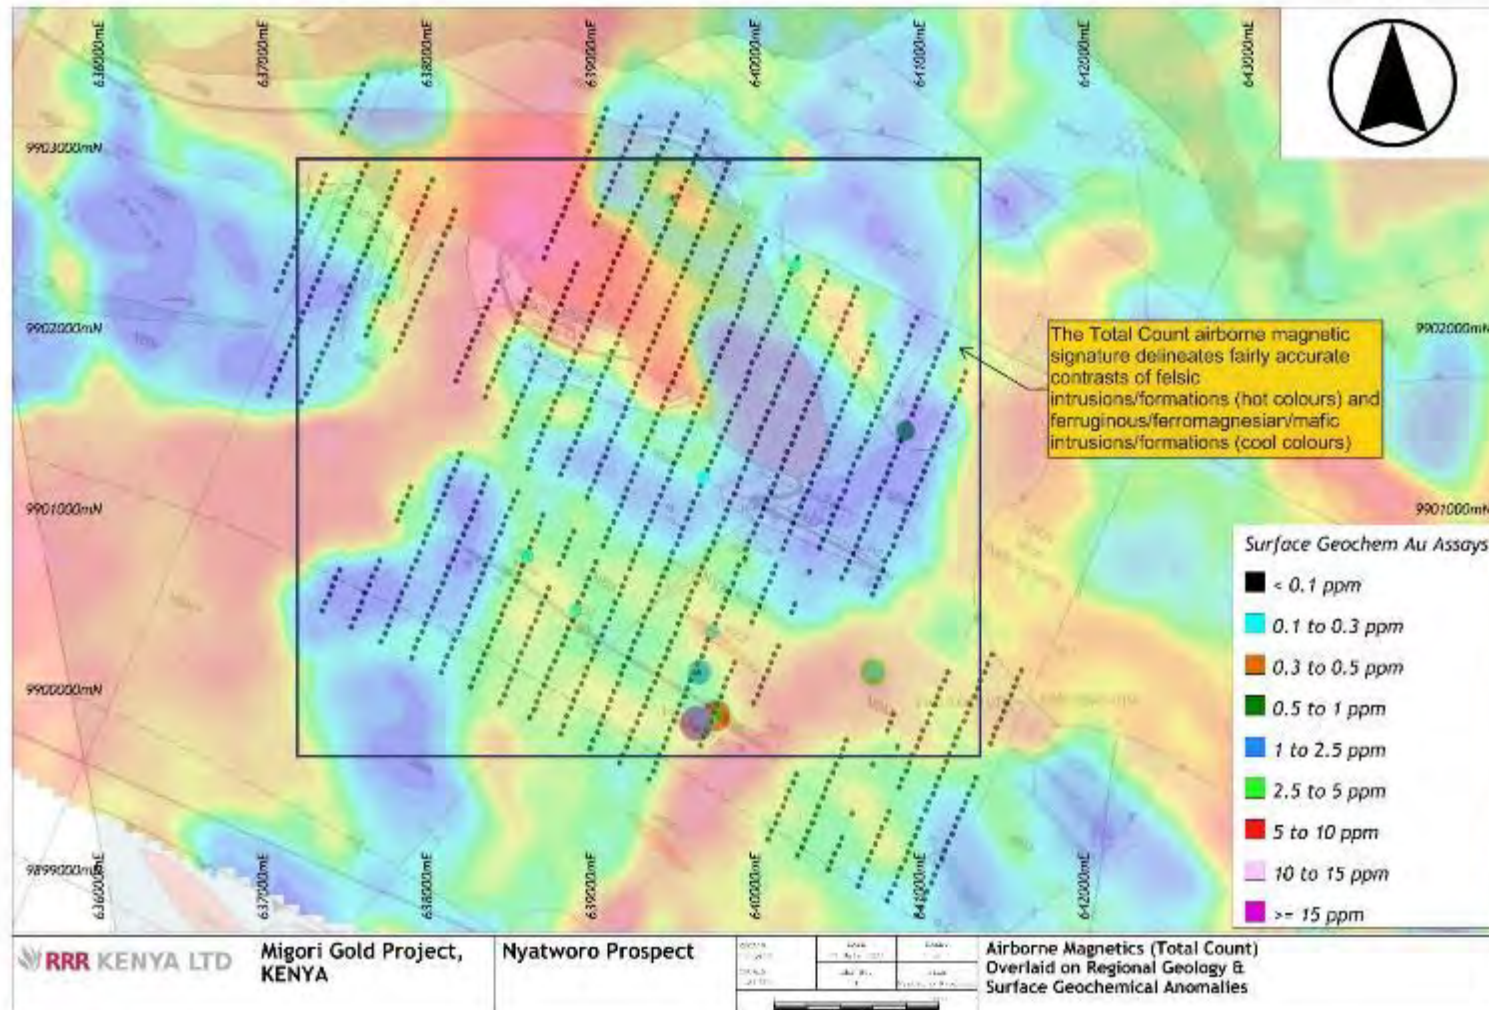 636000mE
637000mE
638000mE
639000mE
640000mE
641000mE
642000mE
643000mE
9903000mN
9902000mN
9902000mN
The Total Count airborne magnetic
signature delineates fairly accurate
contrasts of felsic
intrusions/formations (hot colours) and
ferruginous/ferromagnesian/mafic
intrusions/formations (cool colours)
9901000mN
9901000mN
Surface Geochem Au Assays
< 0.1 ppm
0.1 to 0.3 ppm
0.3 to 0.5 ppm
0.5 to 1 ppm
1 to 2.5 ppm
2.5 to 5 ppm
5 to 10 ppm
10 to 15 ppm
>= 15 ppm
9900000mN
9899000mN
636000mE
637000mE
638000mE
639000mE
640000mE
641000mE
642000mE
RRR KENYA LTD
Migori Gold Project,
KENYA
Nyatworo Prospect
Airborne Magnetics (Total Count)
Overlaid on Regional Geology &
Surface Geochemical Anomalies